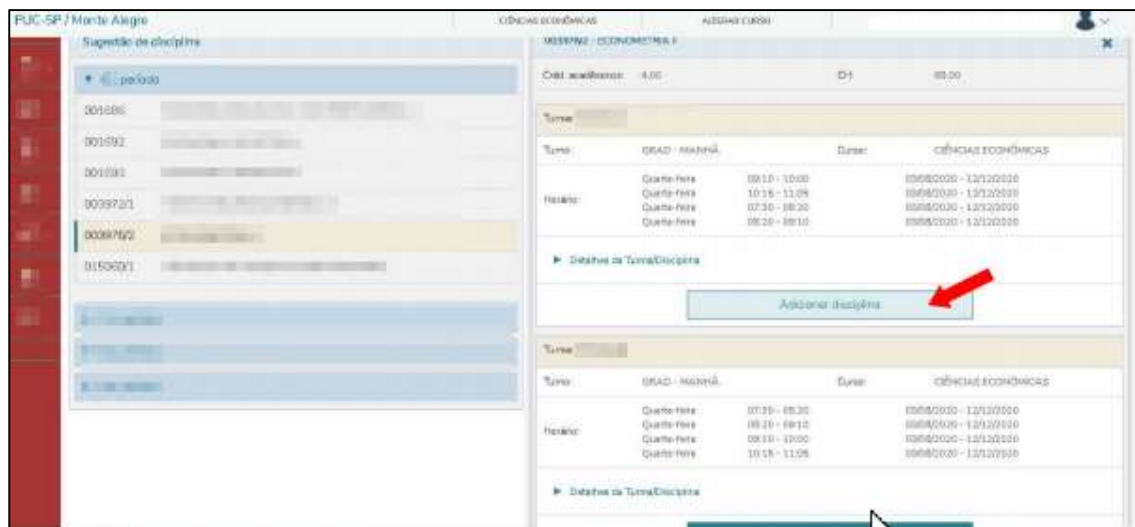 PUC-SP / Monte Alegre
CIÊNCIAS ECONÔMICAS
ALTERAR CURSO
Sugestão de disciplina
período
001692
003972/1
003976/2
015060/1
ECONOMETRIA II
Créd. acadêmicos: 4.00
CH
Turma
Turno: GRAD - MANHÃ Curso: CIÊNCIAS ECONÔMICAS
Horário:
Quarta-feira 09:10 - 10:00 03/08/2020 - 12/12/2020
Quarta-feira 10:15 - 11:05 03/08/2020 - 12/12/2020
Quarta-feira 07:30 - 08:20 03/08/2020 - 12/12/2020
Quarta-feira 08:20 - 09:10 03/08/2020 - 12/12/2020
Detalhes da Turma/Disciplina
Adicionar disciplina
Turma
Turno: GRAD - MANHÃ Curso: CIÊNCIAS ECONÔMICAS
Horário:
Quarta-feira 07:30 - 08:20 03/08/2020 - 12/12/2020
Quarta-feira 08:20 - 09:10 03/08/2020 - 12/12/2020
Quarta-feira 09:10 - 10:00 03/08/2020 - 12/12/2020
Quarta-feira 10:15 - 11:05 03/08/2020 - 12/12/2020
Detalhes da Turma/Disciplina